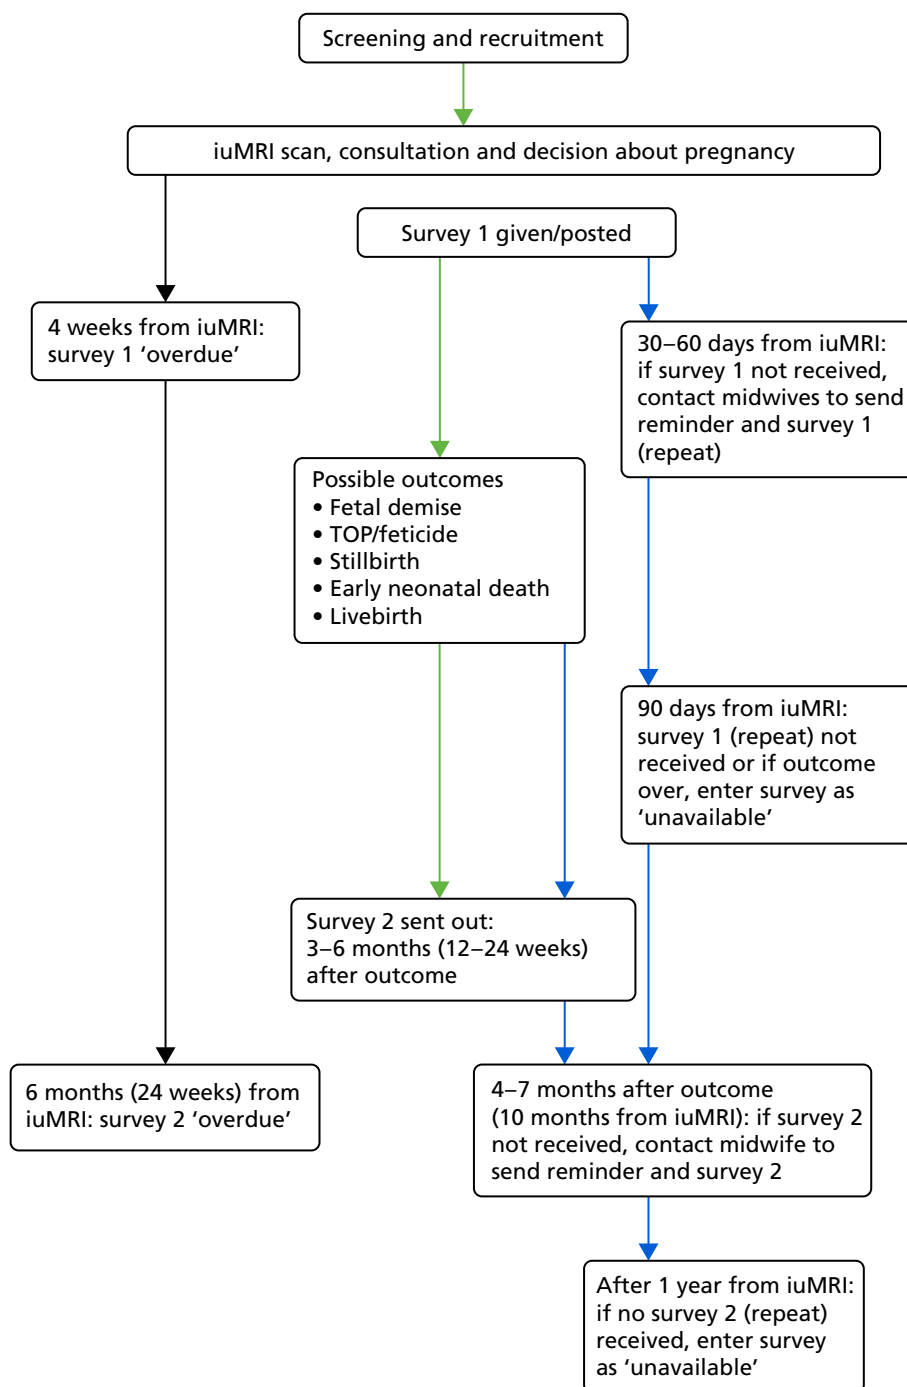 Screening and recruitment
iuMRI scan, consultation and decision about pregnancy
Survey 1 given/posted
4 weeks from iuMRI:
survey 1 ‘overdue’
30–60 days from iuMRI:
if survey 1 not received,
contact midwives to send
reminder and survey 1
(repeat)
Possible outcomes
• Fetal demise
• TOP/feticide
• Stillbirth
• Early neonatal death
• Livebirth
90 days from iuMRI:
survey 1 (repeat) not
received or if outcome
over, enter survey as
‘unavailable’
Survey 2 sent out:
3–6 months (12–24 weeks)
after outcome
6 months (24 weeks) from
iuMRI: survey 2 ‘overdue’
4–7 months after outcome
(10 months from iuMRI): if survey 2
not received, contact midwife to
send reminder and survey 2
After 1 year from iuMRI:
if no survey 2 (repeat)
received, enter survey
as ‘unavailable’